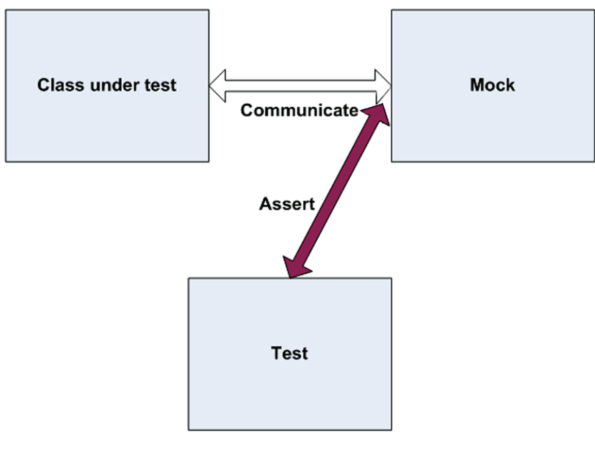 Class under test
Mock
Communicate
Assert
Test